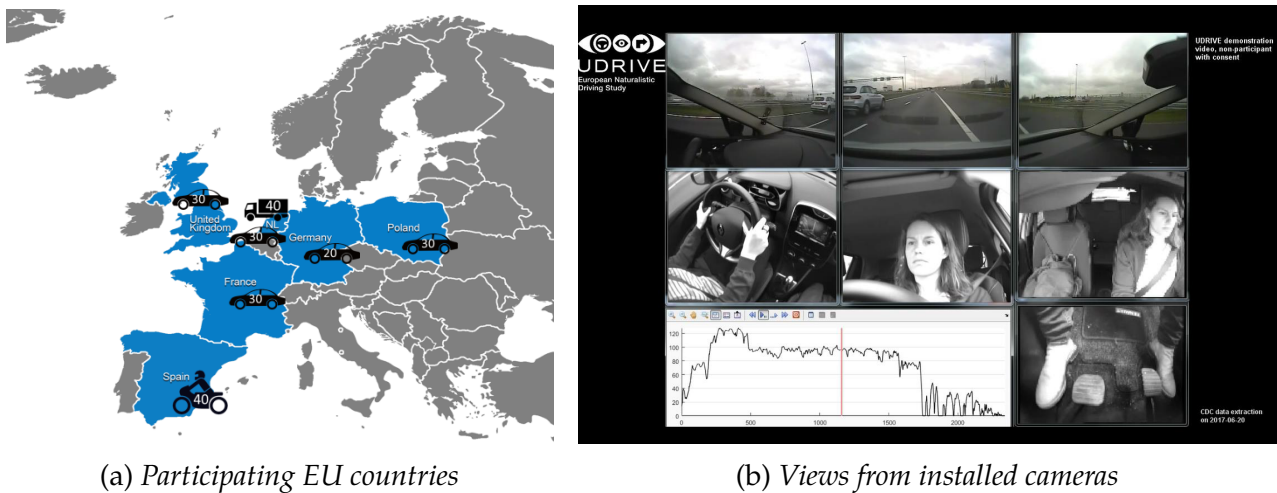 30
United
Kingdom
40
NL
30
Germany
20
Poland
30
France
30
Spain
40
UDRIVE
European Naturalistic
Driving Study
UDRIVE demonstration
video, non-participant
with consent
120
100
80
60
40
20
0
0
500
1000
1500
2000
CDC data extraction
on 2017-06-20
(a) Participating EU countries
(b) Views from installed cameras